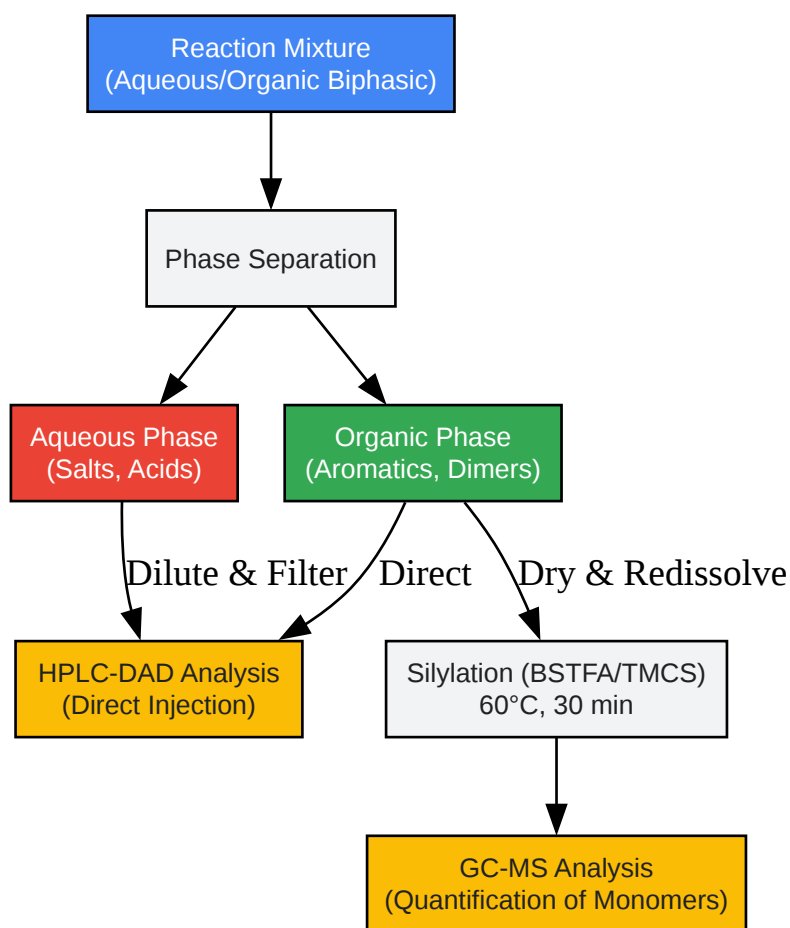 Reaction Mixture
(Aqueous/Organic Biphasic)
Phase Separation
Aqueous Phase
(Salts, Acids)
Organic Phase
(Aromatics, Dimers)
Dilute & Filter
Direct
Dry & Redissolve
HPLC-DAD Analysis
(Direct Injection)
Silylation (BSTFA/TMCS)
60°C, 30 min
GC-MS Analysis
(Quantification of Monomers)